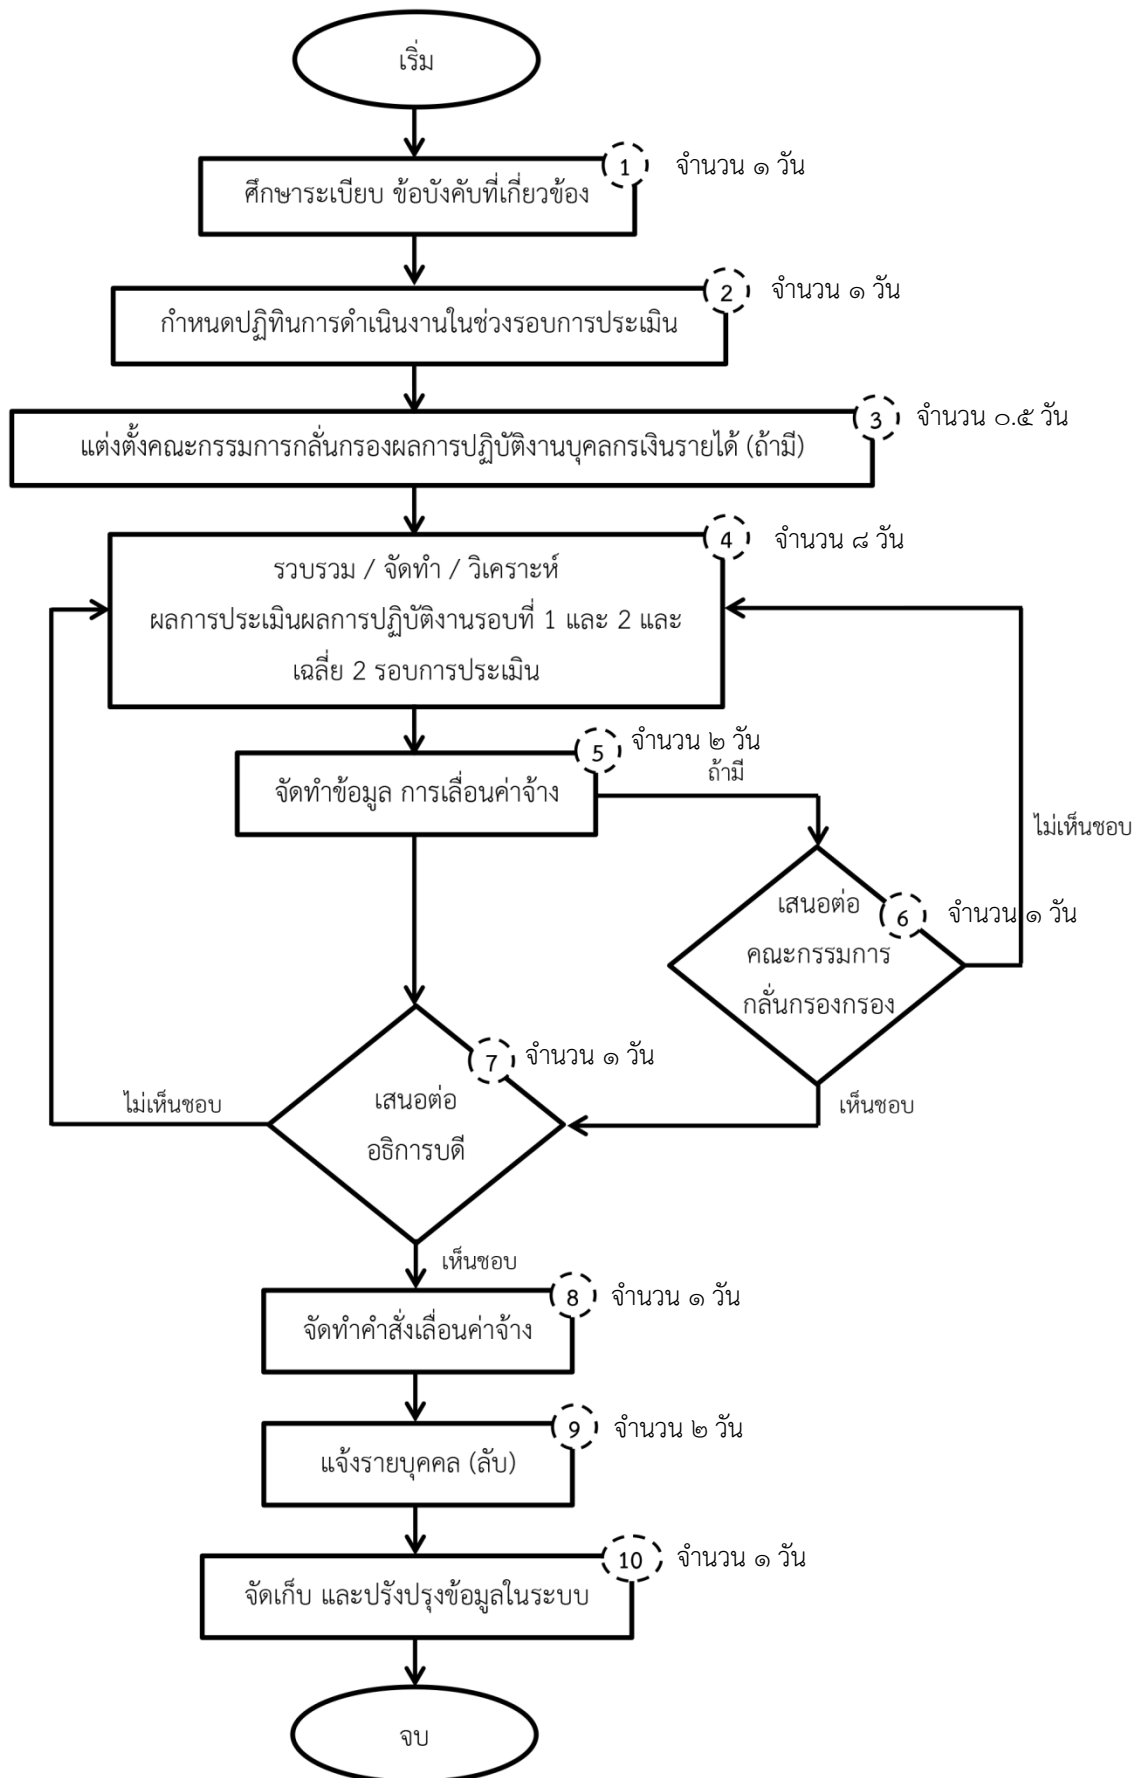 เริ่ม
1
จำนวน ๑ วัน
ศึกษาระเบียบ ข้อบังคับที่เกี่ยวข้อง
2
จำนวน ๑ วัน
กำหนดปฏิทินการดำเนินงานในช่วงรอบการประเมิน
3
จำนวน ๐.๕ วัน
แต่งตั้งคณะกรรมการกลั่นกรองผลการปฏิบัติงานบุคลกรเงินรายได้ (ถ้ามี)
4
จำนวน ๘ วัน
รวบรวม / จัดทำ / วิเคราะห์
ผลการประเมินผลการปฏิบัติงานรอบที่ 1 และ 2 และ
เฉลี่ย 2 รอบการประเมิน
5
จำนวน ๒ วัน
ถ้ามี
จัดทำข้อมูล การเลื่อนค่าจ้าง
ไม่เห็นชอบ
เสนอต่อ
คณะกรรมการ
กลั่นกรองกรอง
6
จำนวน ๑ วัน
7
จำนวน ๑ วัน
ไม่เห็นชอบ
เสนอต่อ
อธิการบดี
เห็นชอบ
เห็นชอบ
8
จำนวน ๑ วัน
จัดทำคำสั่งเลื่อนค่าจ้าง
9
จำนวน ๒ วัน
แจ้งรายบุคคล (ลับ)
10
จำนวน ๑ วัน
จัดเก็บ และปรังปรุงข้อมูลในระบบ
จบ